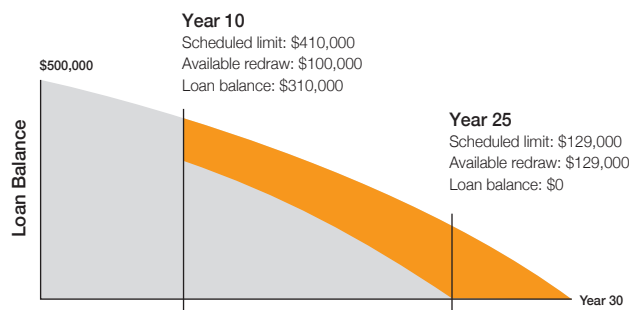 Year 10
Scheduled limit: $410,000
Available redraw: $100,000
Loan balance: $310,000
$500,000
Year 25
Scheduled limit: $129,000
Available redraw: $129,000
Loan balance: $0
Loan Balance
Year 30